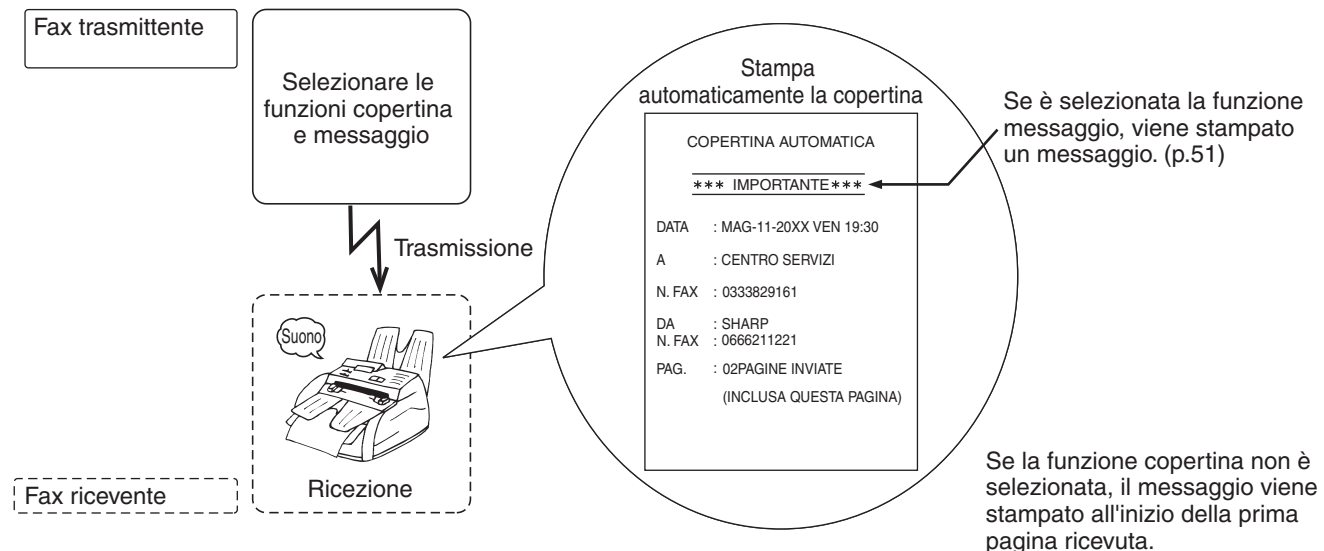 Fax trasmittente
Selezionare le
funzioni copertina
e messaggio
Trasmissione
Suono
Ricezione
Fax ricevente
Stampa
automaticamente la copertina
COPERTINA AUTOMATICA
*** IMPORTANTE***
DATA : MAG-11-20XX VEN 19:30
A : CENTRO SERVIZI
N. FAX : 0333829161
DA : SHARP
N. FAX : 0666211221
PAG. : 02PAGINE INVIATE
(INCLUSA QUESTA PAGINA)
Se è selezionata la funzione
messaggio, viene stampato
un messaggio. (p.51)
Se la funzione copertina non è
selezionata, il messaggio viene
stampato all'inizio della prima
pagina ricevuta.